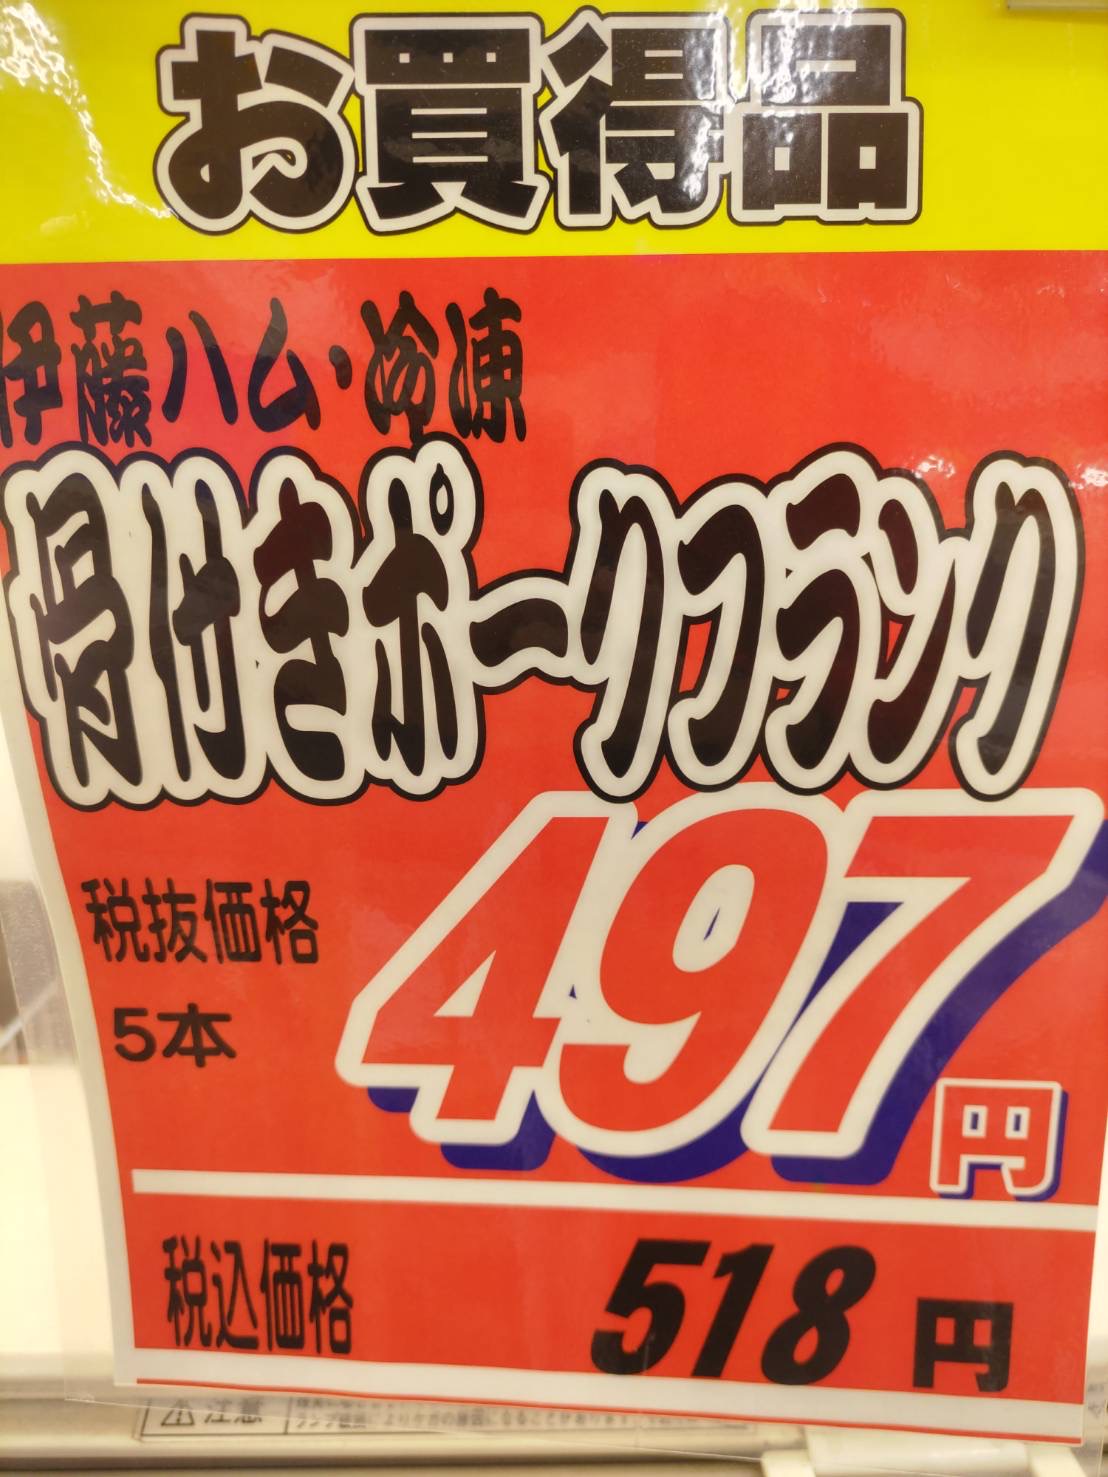 お買得品
伊藤ハム・冷凍
骨付きポークフランク
税抜価格
5本
497円
税込価格 518円
⚠注意